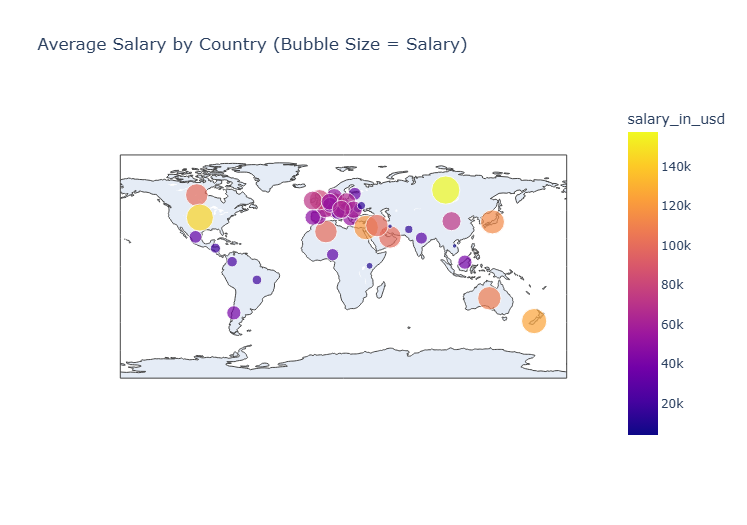 Average Salary by Country (Bubble Size = Salary)
salary_in_usd
140k
120k
100k
80k
60k
40k
20k